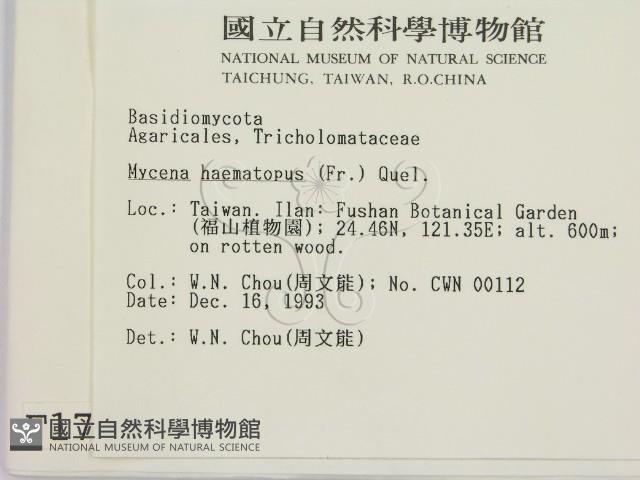 國立自然科學博物館
NATIONAL MUSEUM OF NATURAL SCIENCE
TAICHUNG, TAIWAN, R.O.CHINA
Basidiomycota
Agaricales, Tricholomataceae
Mycena haematopus (Fr.) Quel.
Loc.: Taiwan. Ilan: Fushan Botanical Garden
(福山植物園); 24.46N, 121.35E; alt. 600m;
on rotten wood.
Col.: W.N. Chou(周文能); No. CWN 00112
Date: Dec. 16, 1993
Det.: W.N. Chou(周文能)
F17
國立自然科學博物館
NATIONAL MUSEUM OF NATURAL SCIENCE